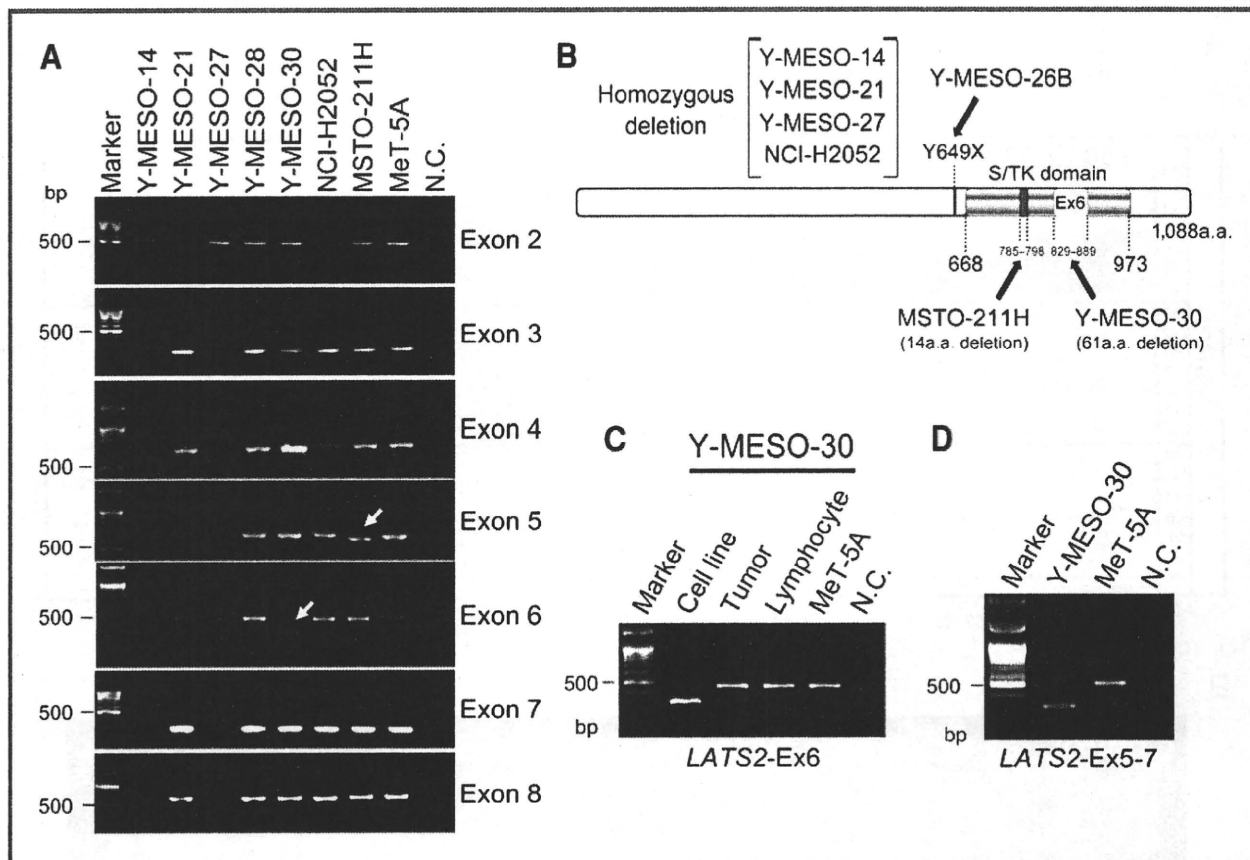 A
Marker
Y-MESO-14
Y-MESO-21
Y-MESO-27
Y-MESO-28
Y-MESO-30
NCI-H2052
MSTO-211H
MeT-5A
N.C.
bp
500
Exon 2
500
Exon 3
500
Exon 4
500
Exon 5
500
Exon 6
500
Exon 7
500
Exon 8
B
Homozygous
deletion
Y-MESO-14
Y-MESO-21
Y-MESO-27
NCI-H2052
Y-MESO-26B
Y649X
S/TK domain
Ex6
1,088a.a.
668
785–798
829–889
973
MSTO-211H
(14a.a. deletion)
Y-MESO-30
(61a.a. deletion)
C
Y-MESO-30
Marker
Cell line
Tumor
Lymphocyte
MeT-5A
N.C.
500
bp
LATS2-Ex6
D
Marker
Y-MESO-30
MeT-5A
N.C.
500
bp
LATS2-Ex5-7